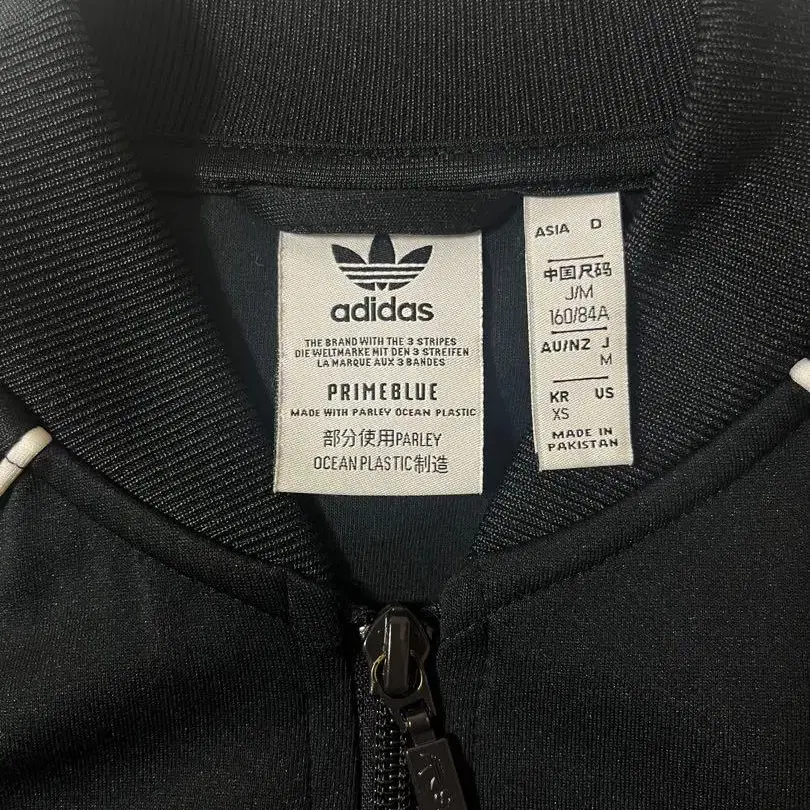 adidas
THE BRAND WITH THE 3 STRIPES
DIE WELTMARKE MIT DEN 3 STREIFEN
LA MARQUE AUX 3 BANDES
PRIMEBLUE
MADE WITH PARLEY OCEAN PLASTIC
部分使用PARLEY
OCEAN PLASTIC制造
ASIA D
中国尺码
J/M
160/84A
AU/NZ J
M
KR US
XS
MADE IN
PAKISTAN